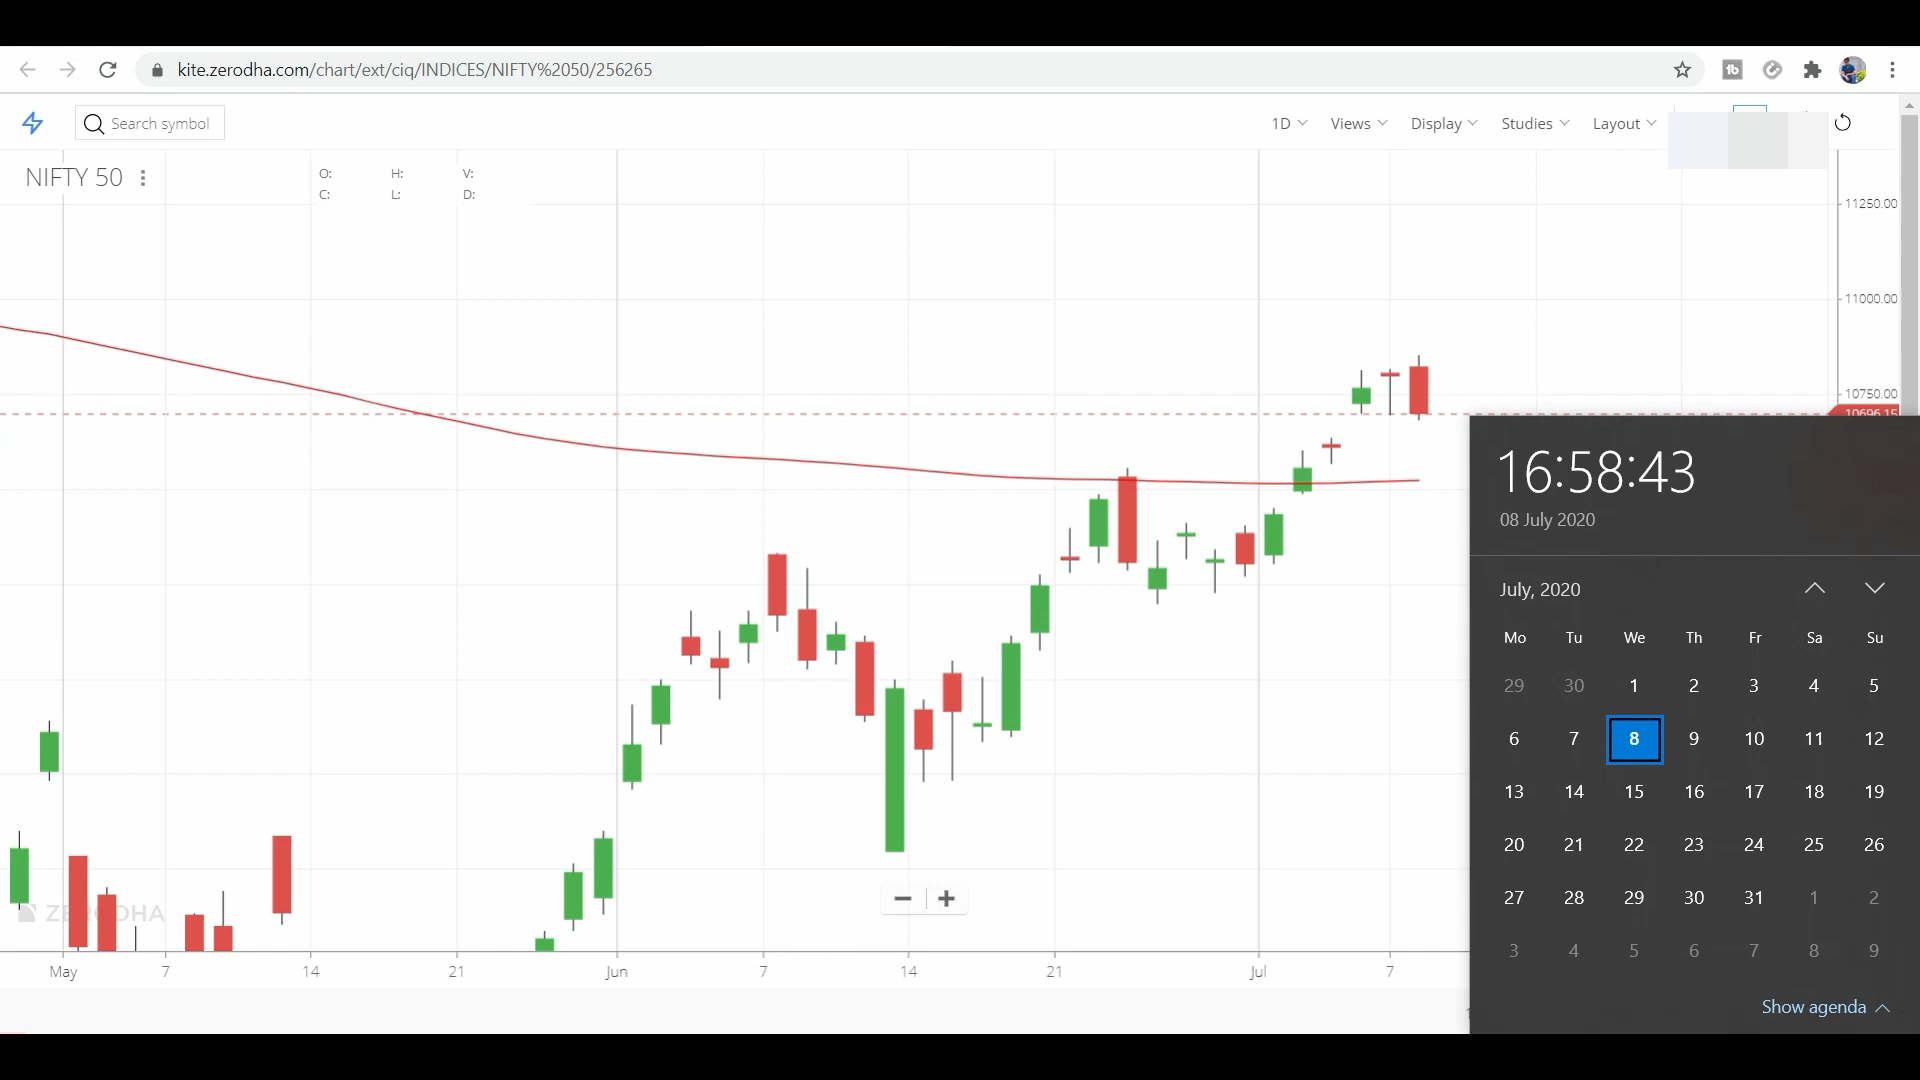 kite.zerodha.com/chart/ext/ciq/INDICES/NIFTY%2050/256265
Search symbol
1D Views Display Studies Layout
NIFTY 50
O: H: V:
C: L: D:
11250.00
11000.00
10750.00
10696.15
16:58:43
08 July 2020
July, 2020
Mo Tu We Th Fr Sa Su
29 30 1 2 3 4 5
6 7 8 9 10 11 12
13 14 15 16 17 18 19
20 21 22 23 24 25 26
27 28 29 30 31 1 2
3 4 5 6 7 8 9
Show agenda
ZERODHA
May 7 14 21 Jun 7 14 21 Jul 7